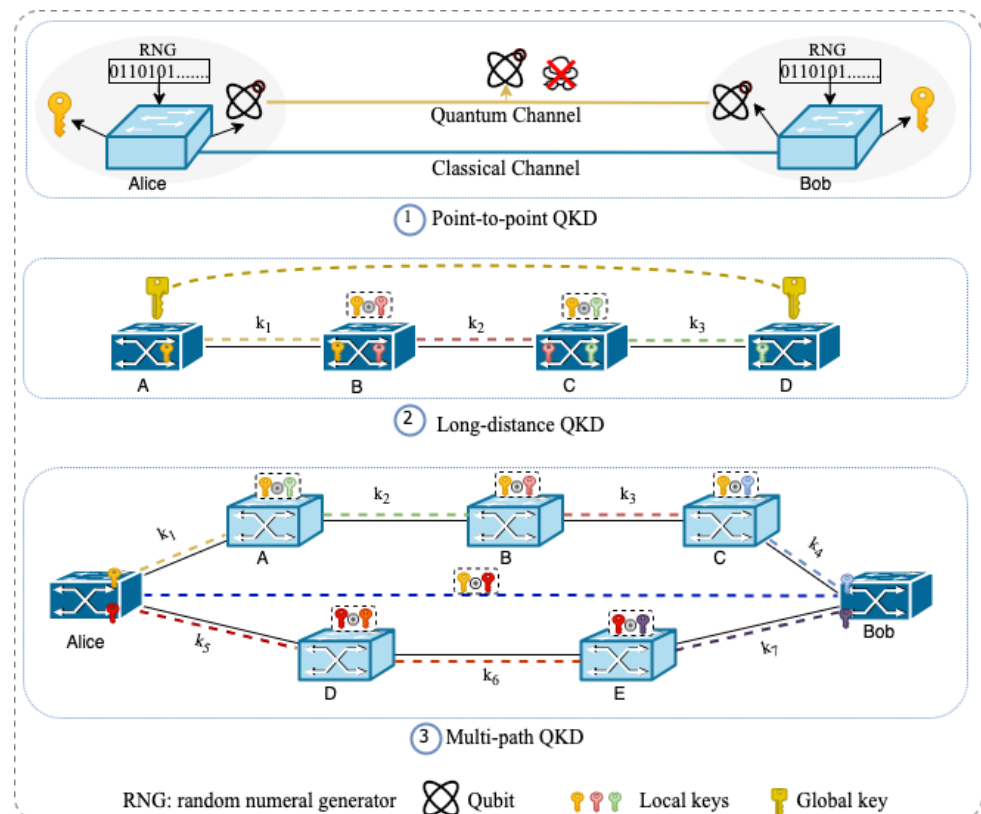 RNG
0110101.......
RNG
0110101.......
Quantum Channel
Classical Channel
Alice
Bob
1 Point-to-point QKD
k1
k2
k3
A
B
C
D
2 Long-distance QKD
k2
k3
k1
A
B
C
k4
Alice
Bob
k5
k6
k7
D
E
3 Multi-path QKD
RNG: random numeral generator
Qubit
Local keys
Global key